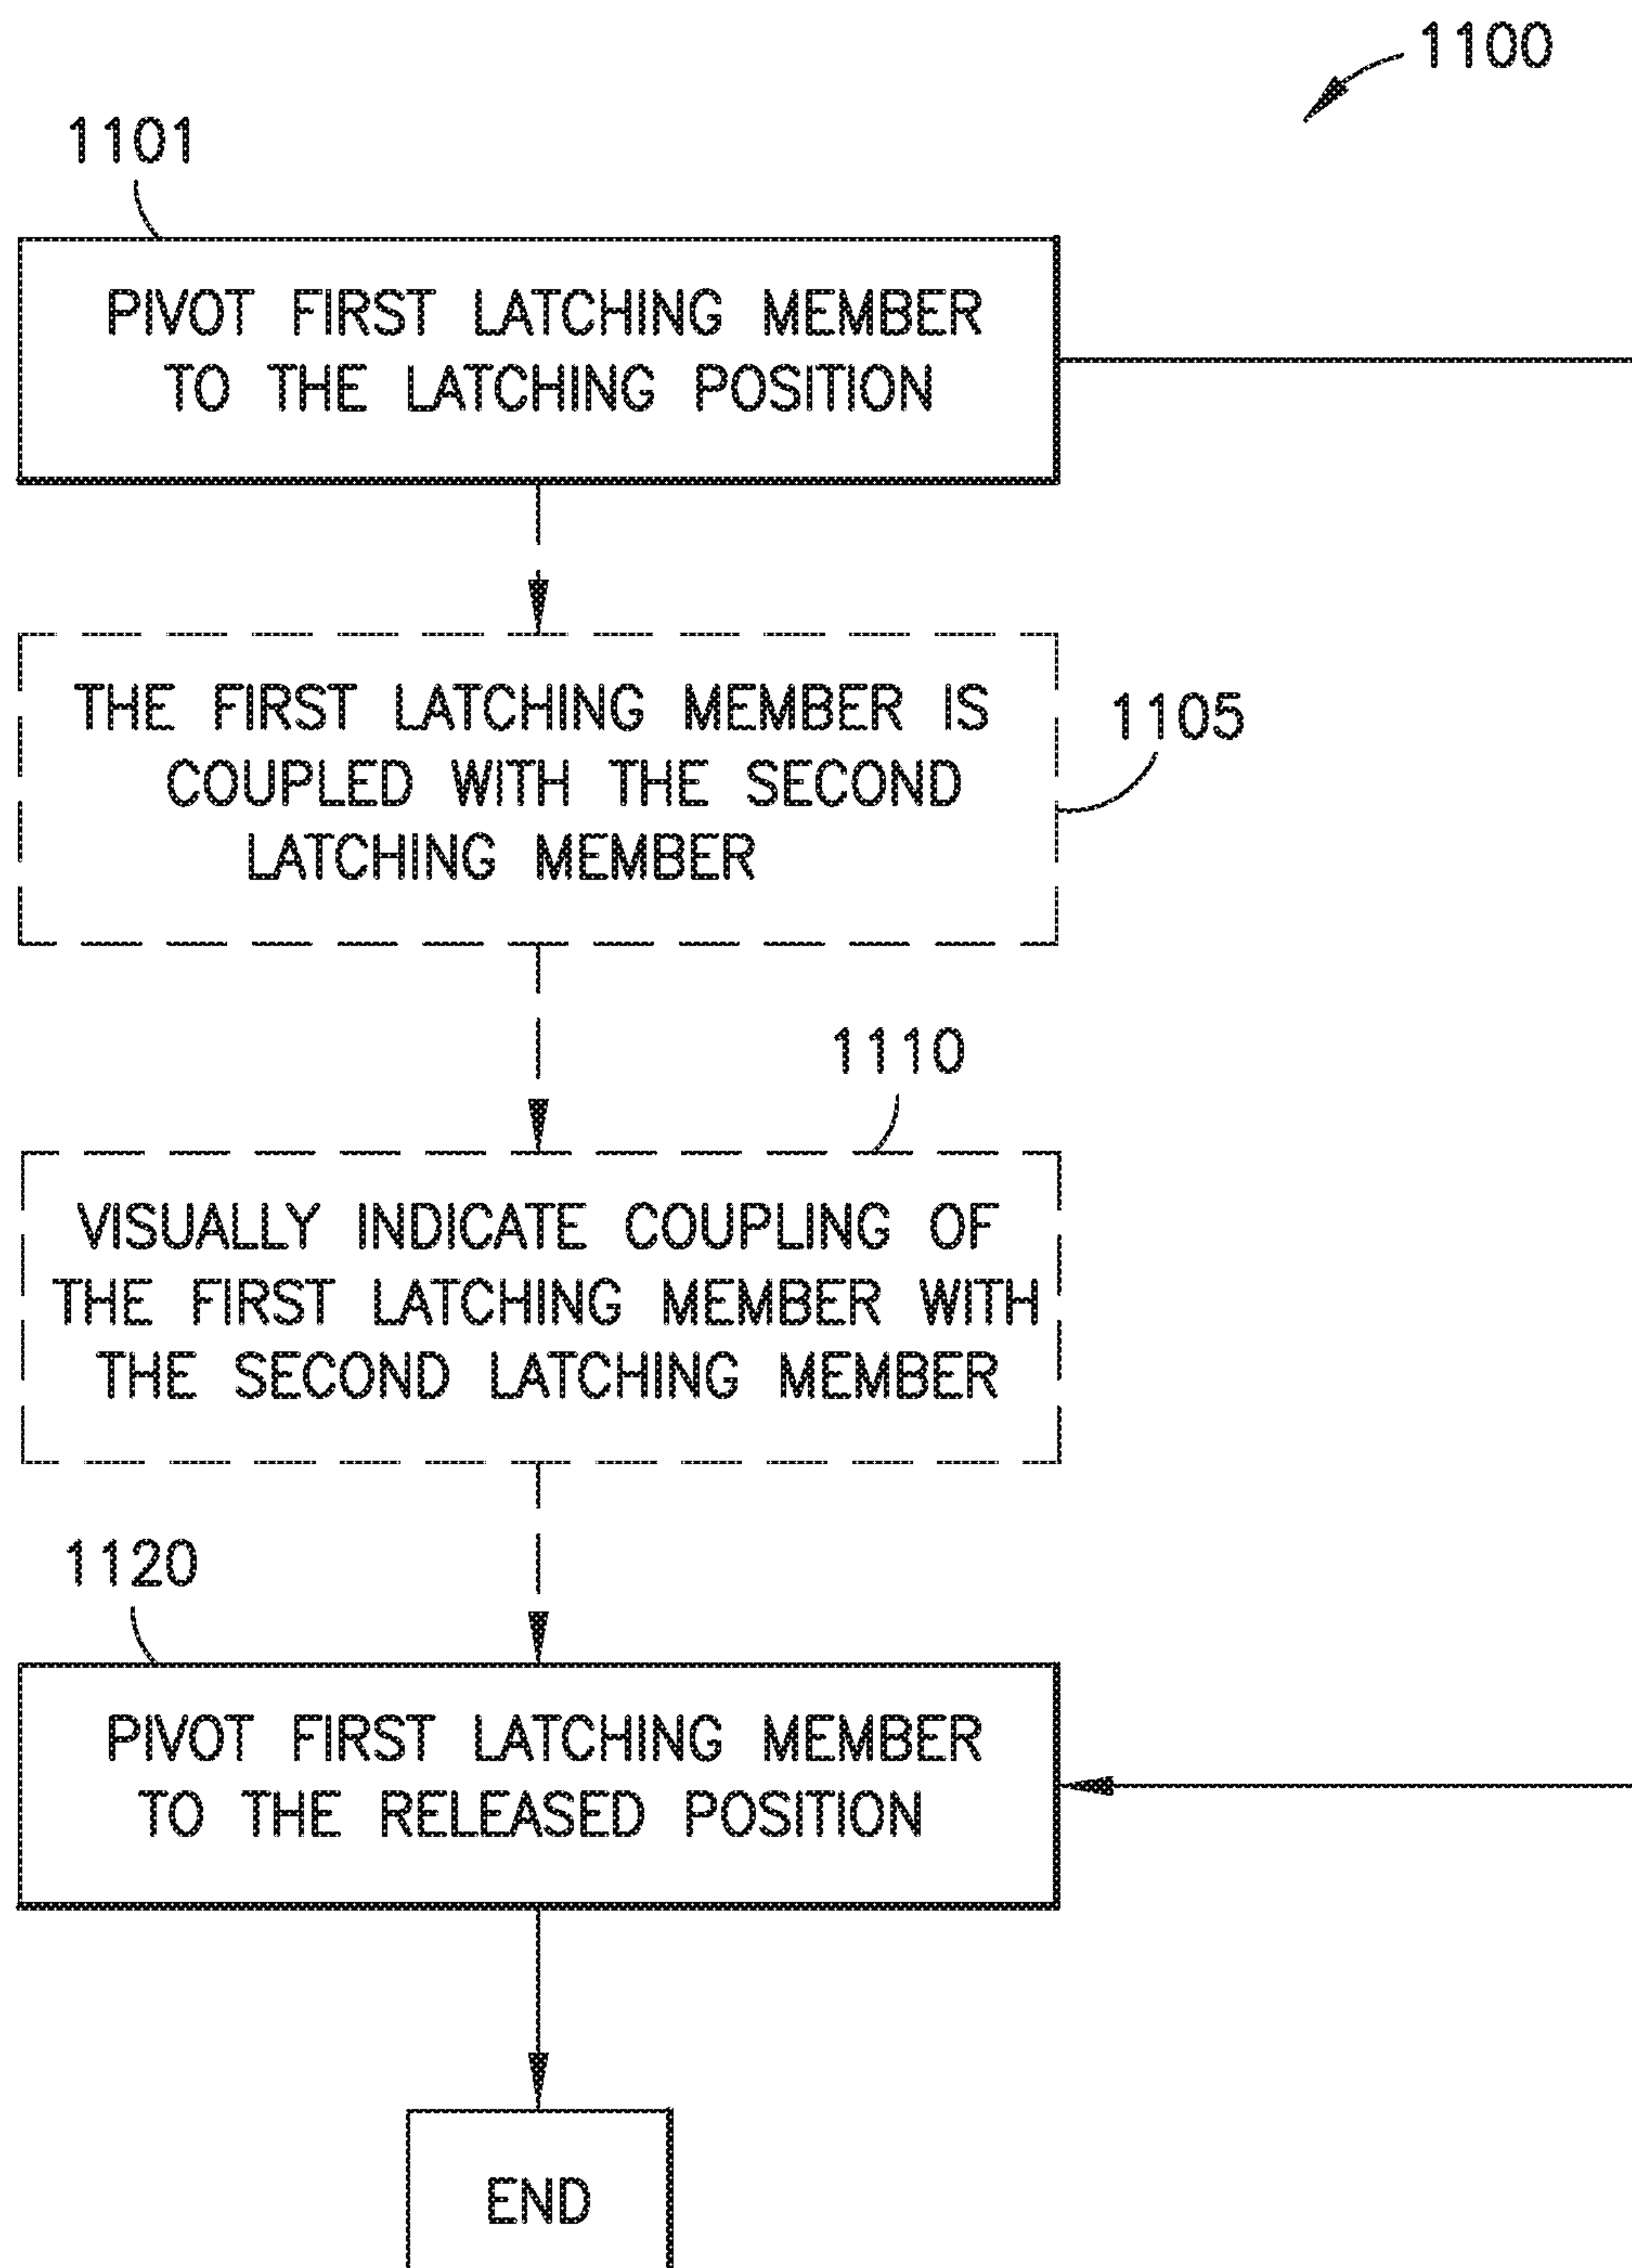 1100
1101
PIVOT FIRST LATCHING MEMBER
TO THE LATCHING POSITION
THE FIRST LATCHING MEMBER IS
COUPLED WITH THE SECOND
LATCHING MEMBER
1105
1110
VISUALLY INDICATE COUPLING OF
THE FIRST LATCHING MEMBER WITH
THE SECOND LATCHING MEMBER
1120
PIVOT FIRST LATCHING MEMBER
TO THE RELEASED POSITION
END